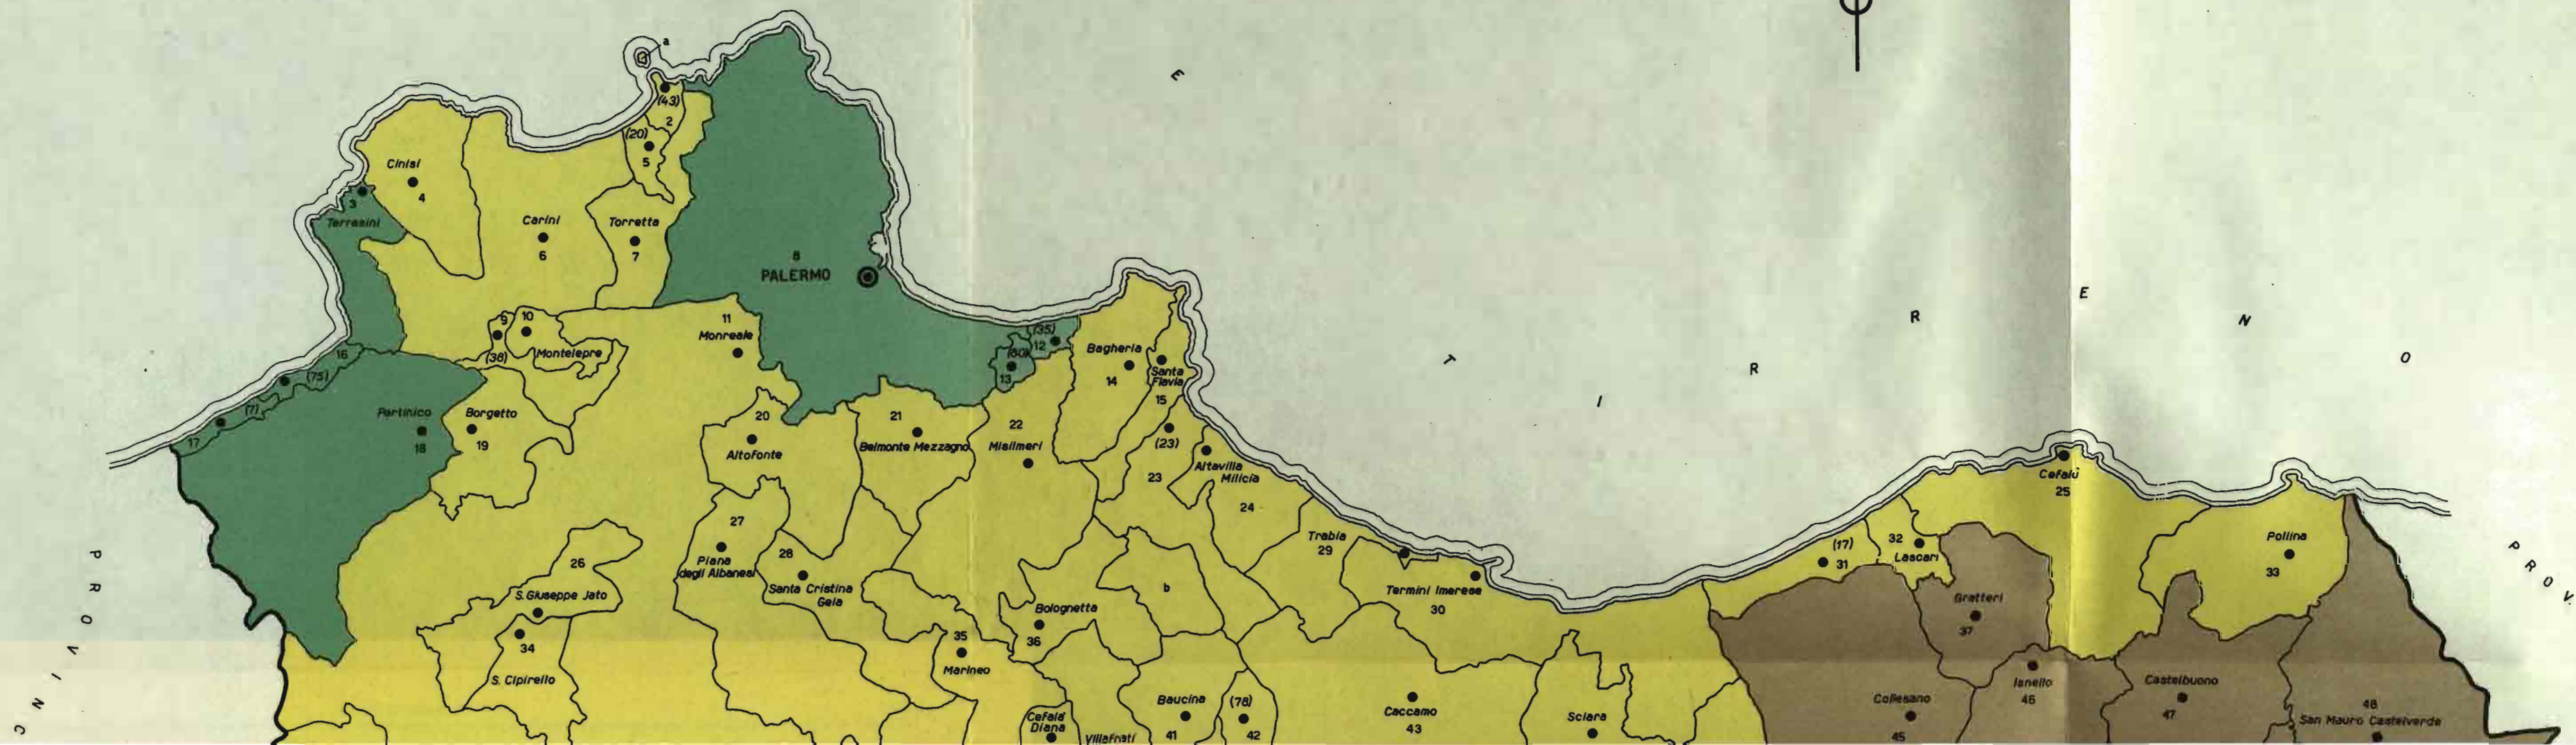 a
E
T
I
R
R
E
N
O
(43)
2
(20)
5
Cinisi
4
3
Terrasini
Carini
6
Torretta
7
8
PALERMO
9
10
(38)
Montelepre
11
Monreale
(35)
12
13
Bagheria
14
Santa
Flavia
15
16
(75)
(7)
17
Partinico
18
Borgetto
19
20
Altofonte
21
Belmonte Mezzagno
22
Misilmeri
(23)
23
Altavilla
Milicia
24
Cefalù
25
26
S. Giuseppe Jato
27
Piana
degli Albanesi
28
Santa Cristina
Gela
b
Trabia
29
Termini Imerese
30
(17)
31
32
Lascari
Pollina
33
34
S. Cipirello
35
Marineo
Bolognetta
36
Gratteri
37
Isnello
46
Castelbuono
47
48
San Mauro Castelverde
Collesano
45
Cefalà
Diana
Villafrati
Baucina
41
(78)
42
Caccamo
43
Sciara
PROVINC
PROV.